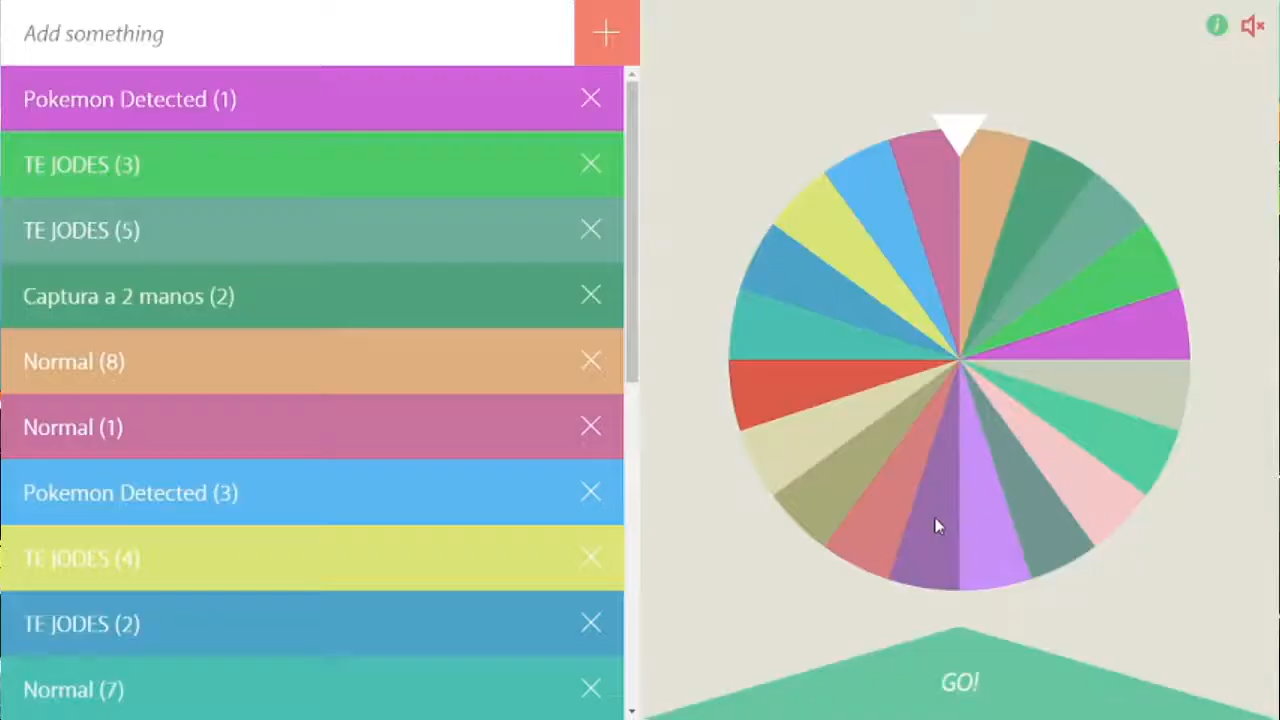 Add something
Pokemon Detected (1)
TE JODES (3)
TE JODES (5)
Captura a 2 manos (2)
Normal (8)
Normal (1)
Pokemon Detected (3)
TE JODES (4)
TE JODES (2)
Normal (7)
GO!